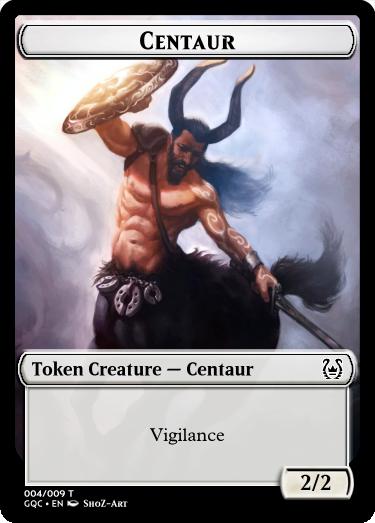 Centaur
Token Creature — Centaur
Vigilance
2/2
004/009 T
GQC • EN ShoZ-Art